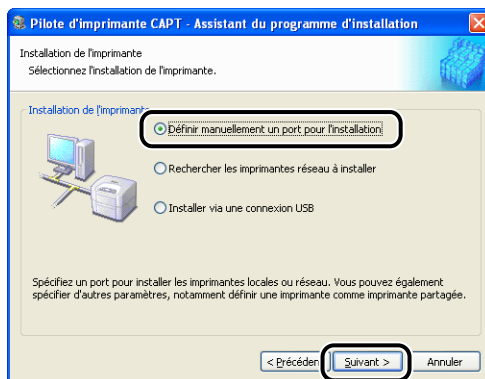 Pilote d'imprimante CAPT - Assistant du programme d'installation
Installation de l'imprimante
Sélectionnez l'installation de l'imprimante.
Installation de l'imprimante
Définir manuellement un port pour l'installation
Rechercher les imprimantes réseau à installer
Installer via une connexion USB
Spécifiez un port pour installer les imprimantes locales ou réseau. Vous pouvez également
spécifier d'autres paramètres, notamment définir une imprimante comme imprimante partagée.
< Précéden Suivant > Annuler